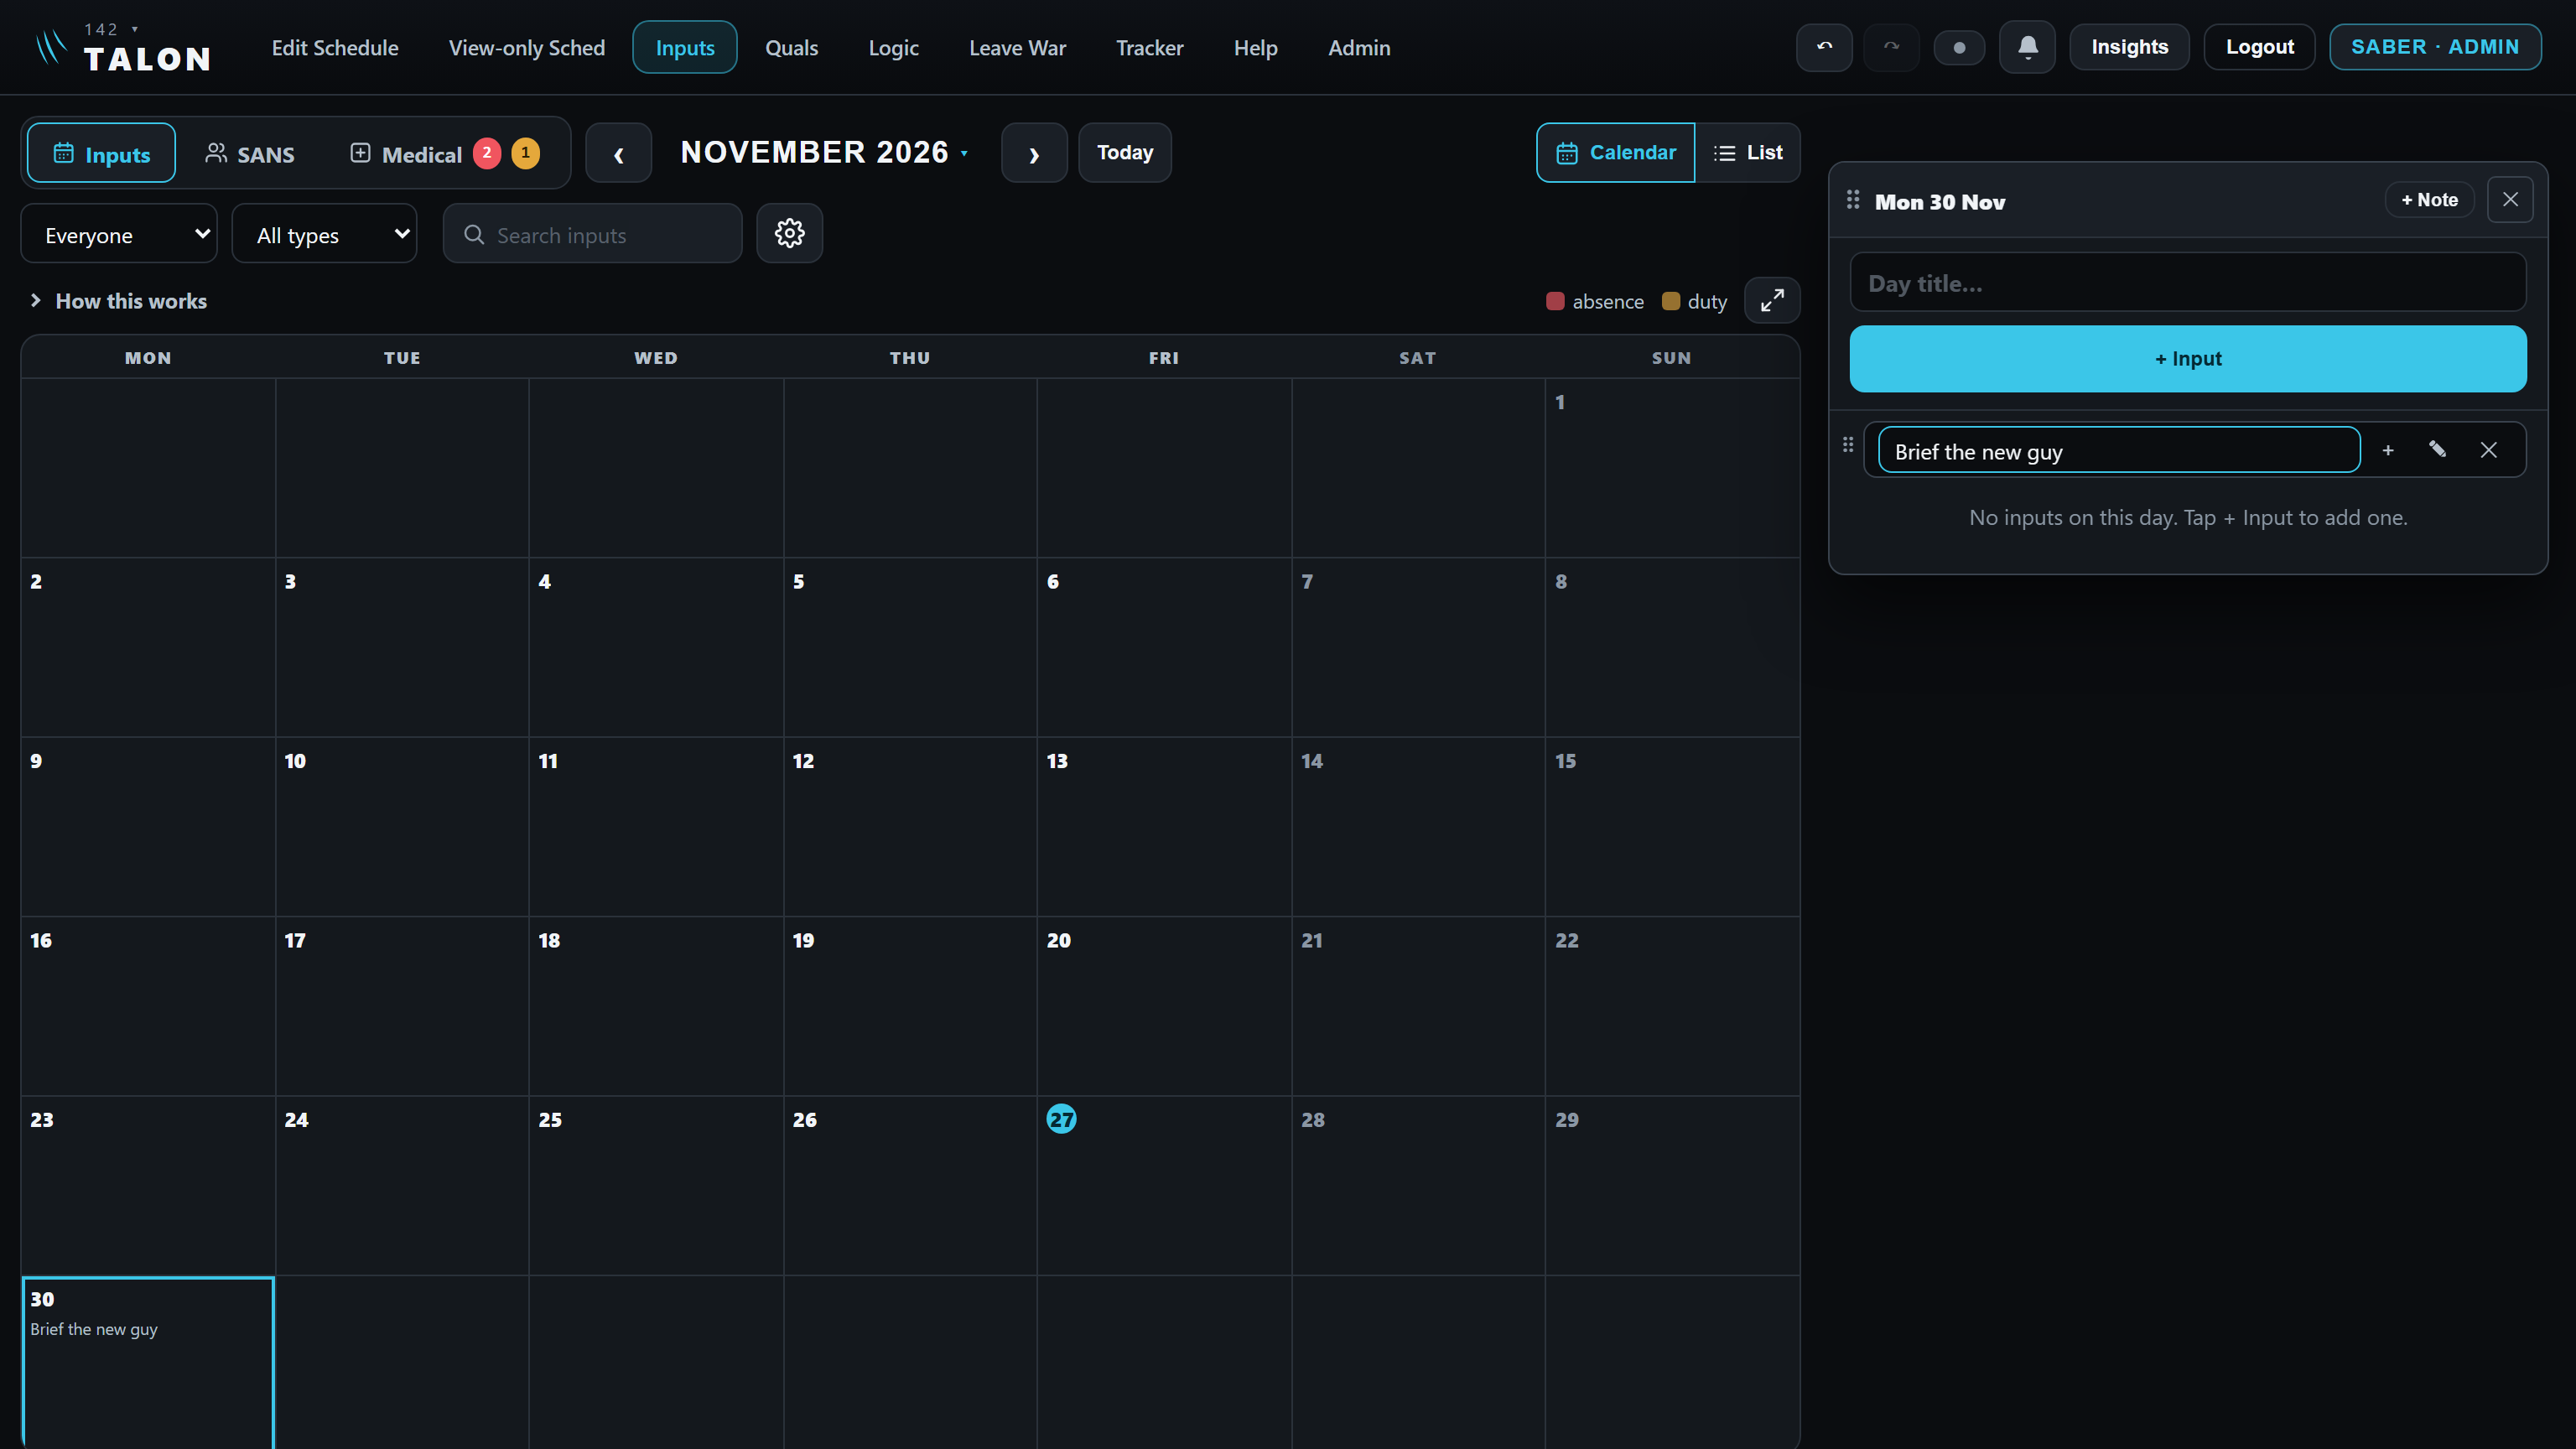 142 ▾
TALON
Edit Schedule
View-only Sched
Inputs
Quals
Logic
Leave War
Tracker
Help
Admin
Insights
Logout
SABER · ADMIN
Inputs
SANS
Medical 2 1
‹
NOVEMBER 2026 ▾
›
Today
Calendar
List
Everyone
All types
Search inputs
How this works
absence
duty
MON TUE WED THU FRI SAT SUN
1
2 3 4 5 6 7 8
9 10 11 12 13 14 15
16 17 18 19 20 21 22
23 24 25 26 27 28 29
30
Brief the new guy
Mon 30 Nov
+ Note
Day title...
+ Input
Brief the new guy
+
No inputs on this day. Tap + Input to add one.